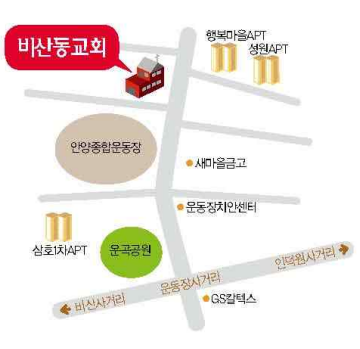 비산동교회
행복마을APT
성원APT
안양종합운동장
새마을금고
운동장치안센터
삼호1차APT
운곡공원
인덕원사거리
운동장사거리
비산사거리
GS칼텍스